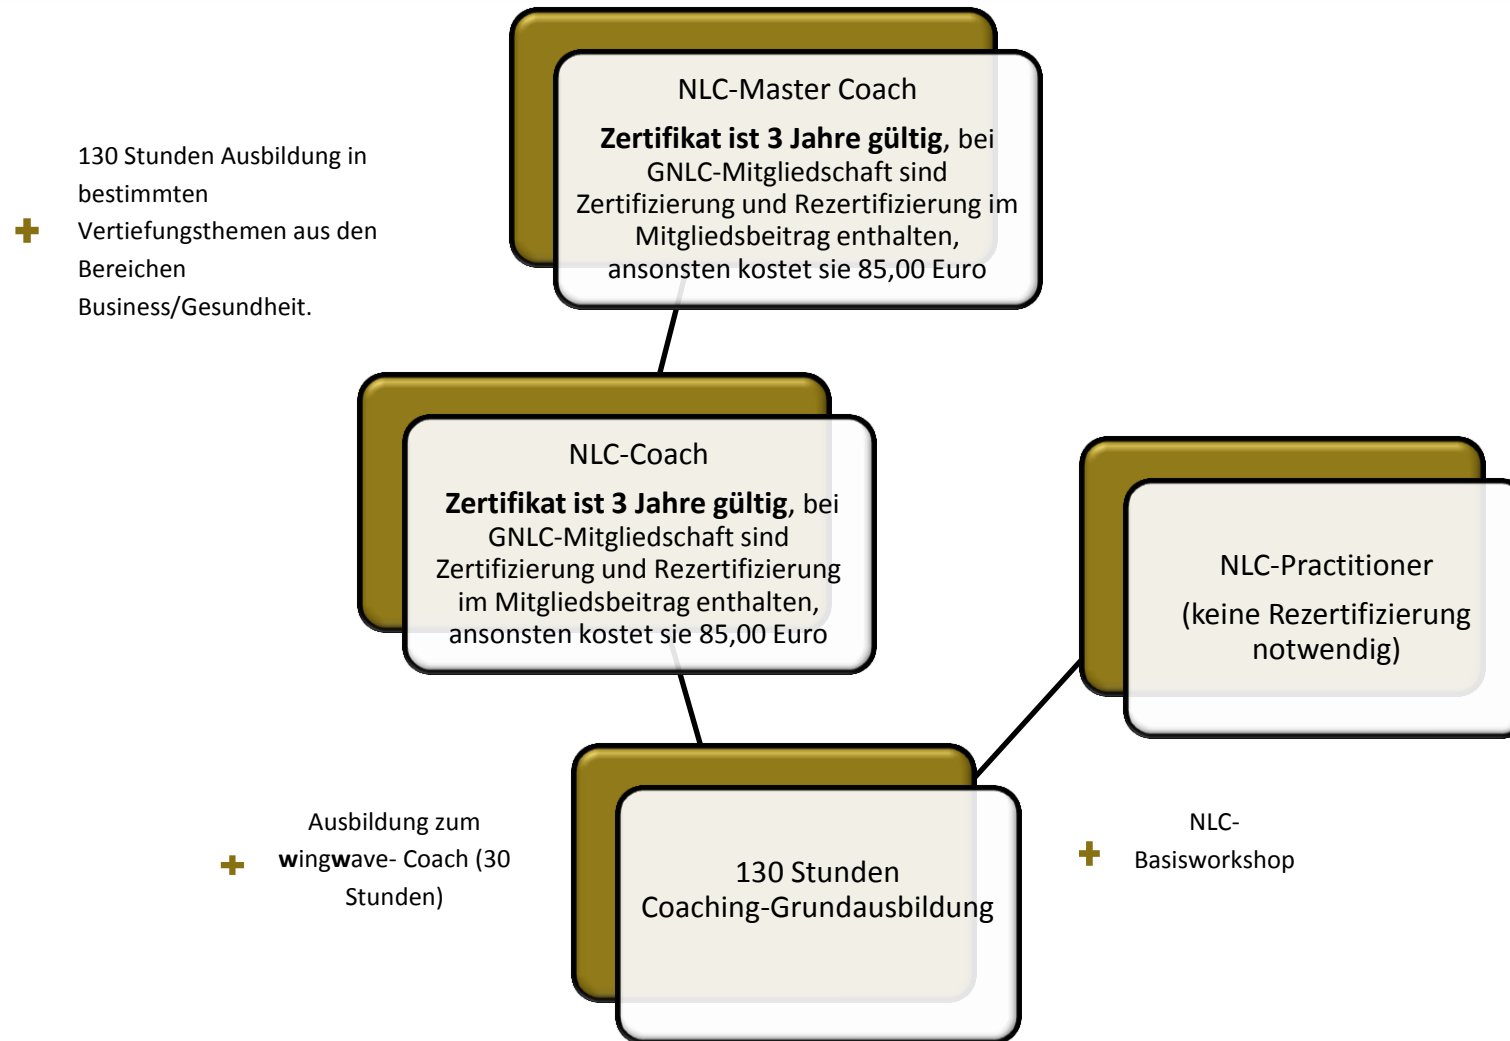 NLC-Master Coach
Zertifikat ist 3 Jahre gültig, bei
GNLC-Mitgliedschaft sind
Zertifizierung und Rezertifizierung im
Mitgliedsbeitrag enthalten,
ansonsten kostet sie 85,00 Euro
130 Stunden Ausbildung in
bestimmten
Vertiefungsthemen aus den
Bereichen
Business/Gesundheit.
NLC-Coach
Zertifikat ist 3 Jahre gültig, bei
GNLC-Mitgliedschaft sind
Zertifizierung und Rezertifizierung
im Mitgliedsbeitrag enthalten,
ansonsten kostet sie 85,00 Euro
NLC-Practitioner
(keine Rezertifizierung
notwendig)
Ausbildung zum
wingwave- Coach (30
Stunden)
130 Stunden
Coaching-Grundausbildung
NLC-
Basisworkshop